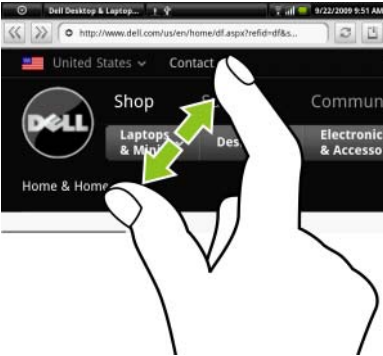 Dell Desktop & Laptop... 9/22/2009 9:51 AM
http://www.dell.com/us/en/home/df.aspx?refid=df&s...
United States Contact
DELL
Shop Commun
Laptops & Mini Des Electronic & Accesso
Home & Home